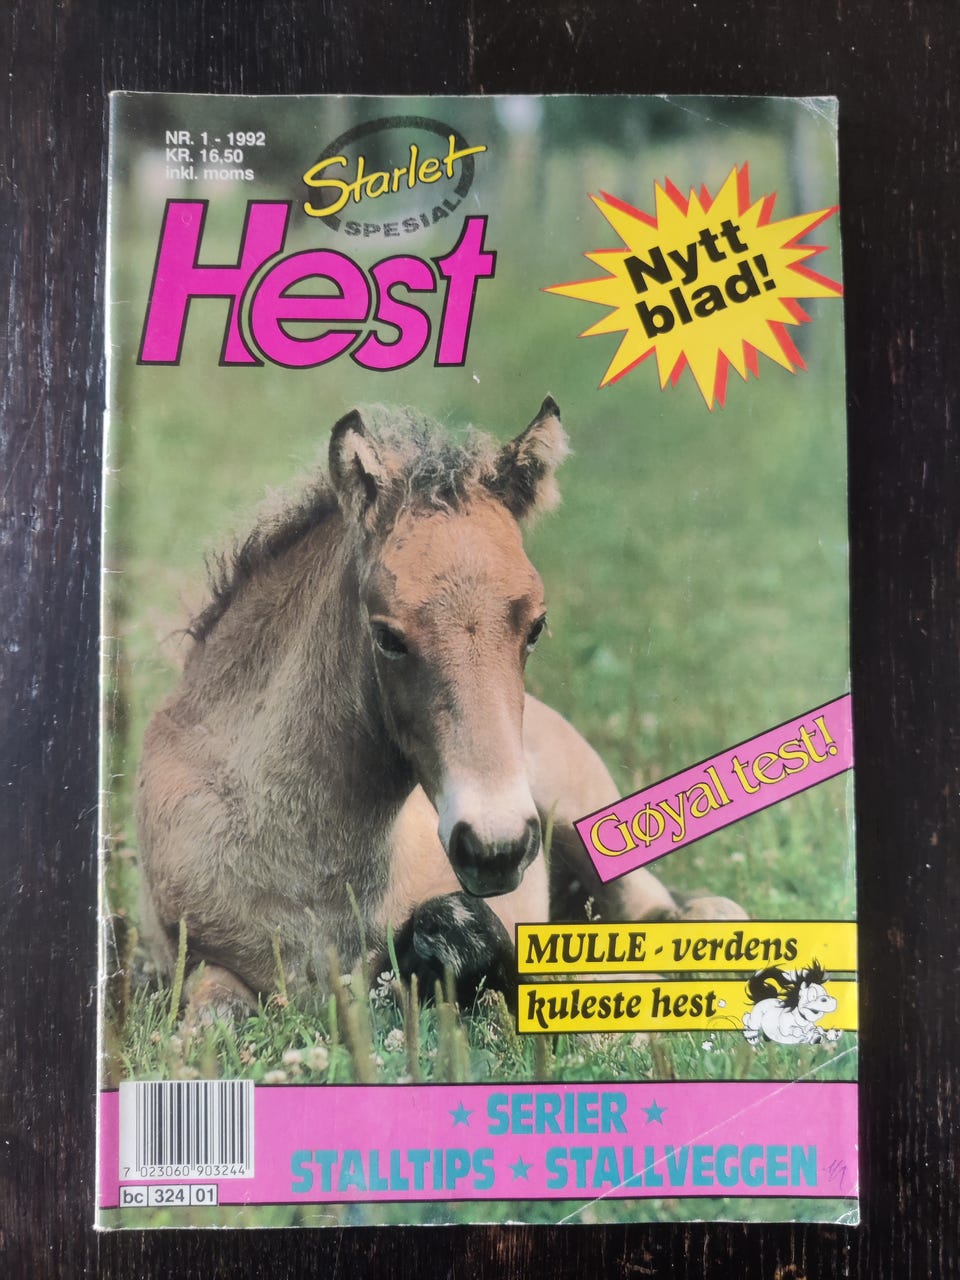 NR. 1 - 1992
KR. 16,50
inkl. moms
Starlet
SPESIAL
Hest
Nytt
blad!
Gøyal test!
MULLE - verdens
kuleste hest
★ SERIER ★
STALLTIPS ★ STALLVEGGEN
7 023060 903244
bc 324 01